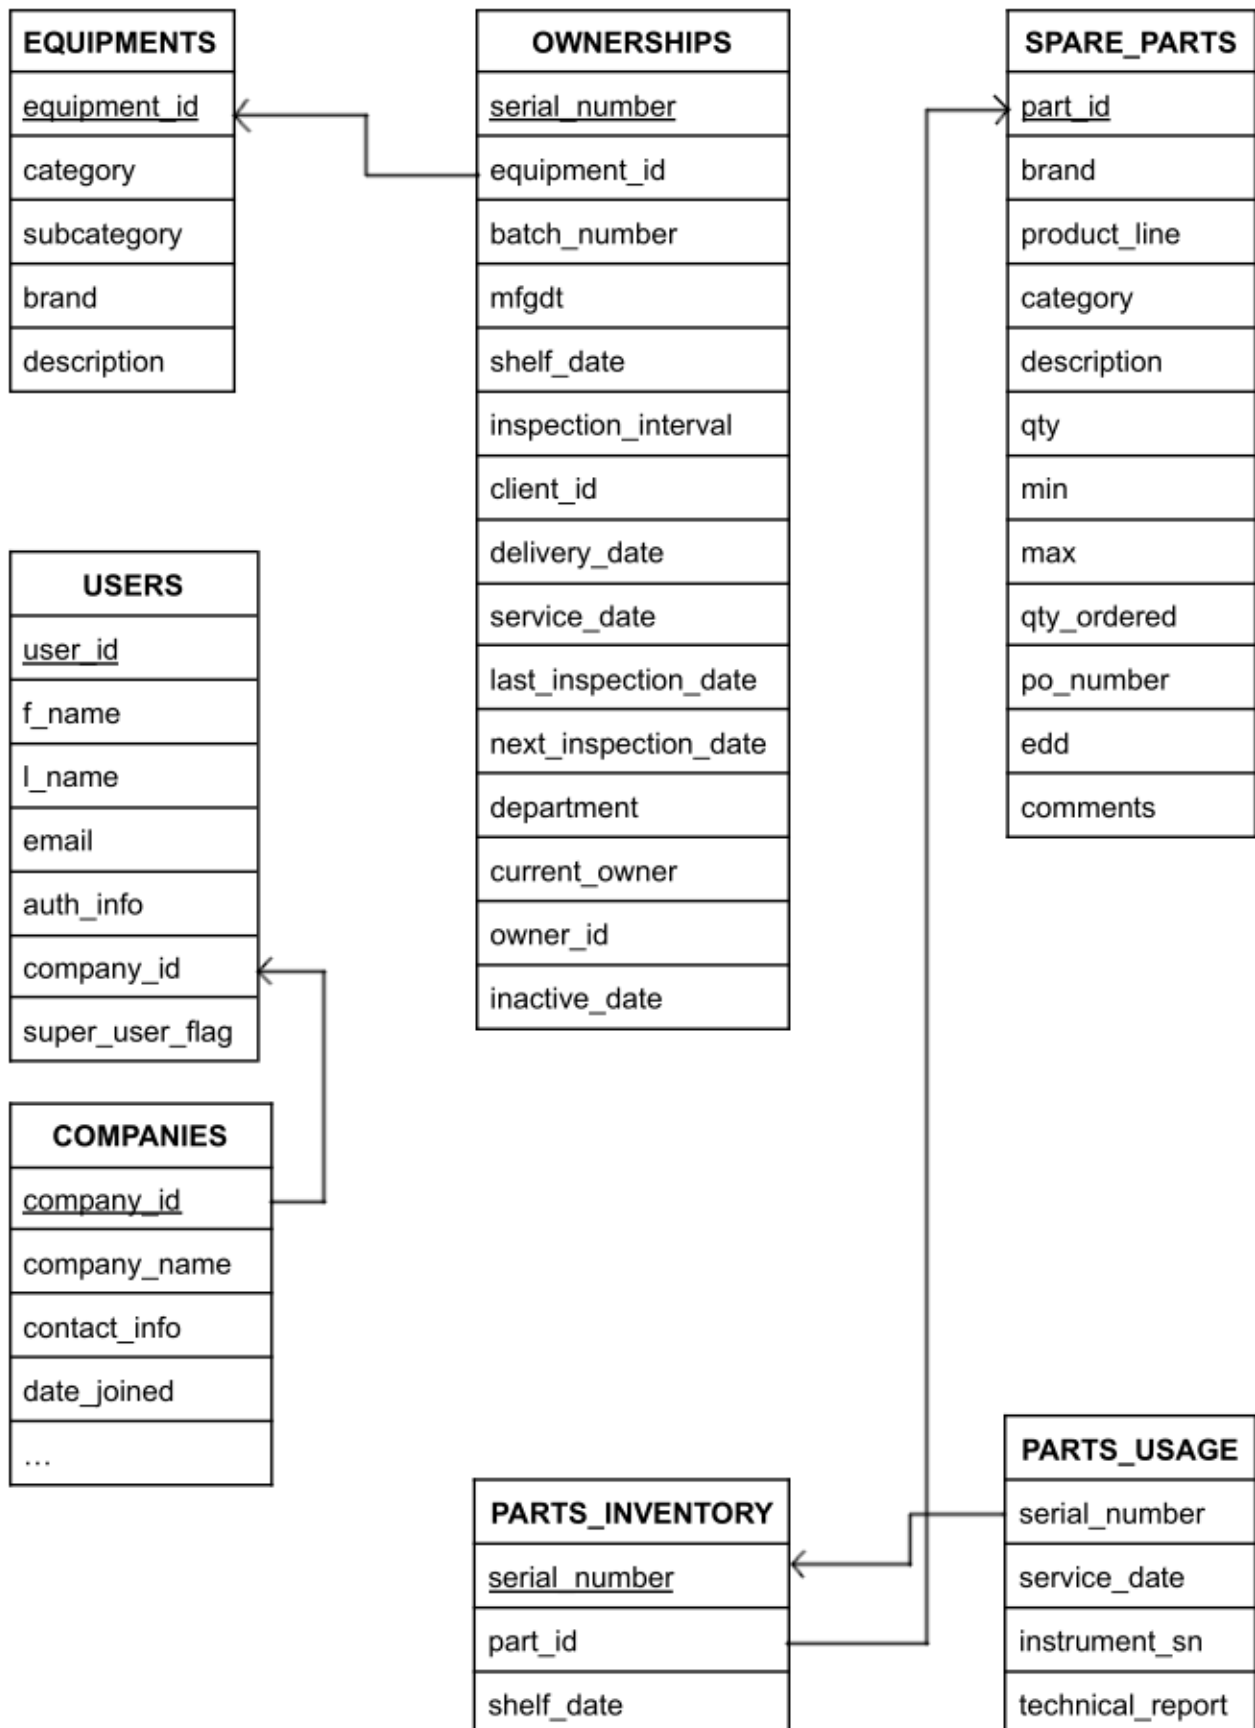 EQUIPMENTS
equipment_id
category
subcategory
brand
description
OWNERSHIPS
serial_number
equipment_id
batch_number
mfgdt
shelf_date
inspection_interval
client_id
delivery_date
service_date
last_inspection_date
next_inspection_date
department
current_owner
owner_id
inactive_date
SPARE_PARTS
part_id
brand
product_line
category
description
qty
min
max
qty_ordered
po_number
edd
comments
USERS
user_id
f_name
l_name
email
auth_info
company_id
super_user_flag
COMPANIES
company_id
company_name
contact_info
date_joined
...
PARTS_INVENTORY
serial_number
part_id
shelf_date
PARTS_USAGE
serial_number
service_date
instrument_sn
technical_report